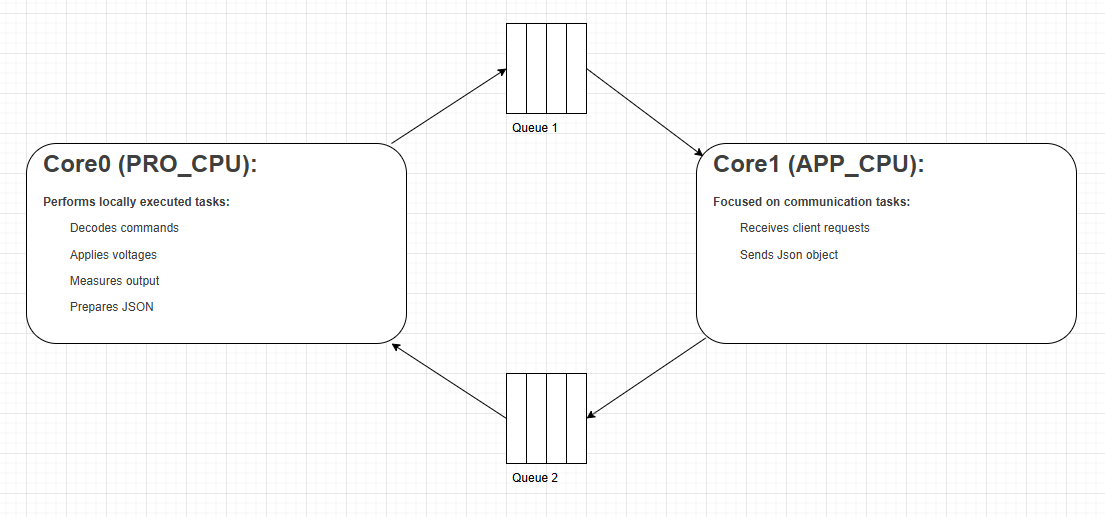 Queue 1
Core0 (PRO_CPU):
Performs locally executed tasks:
Decodes commands
Applies voltages
Measures output
Prepares JSON
Core1 (APP_CPU):
Focused on communication tasks:
Receives client requests
Sends Json object
Queue 2